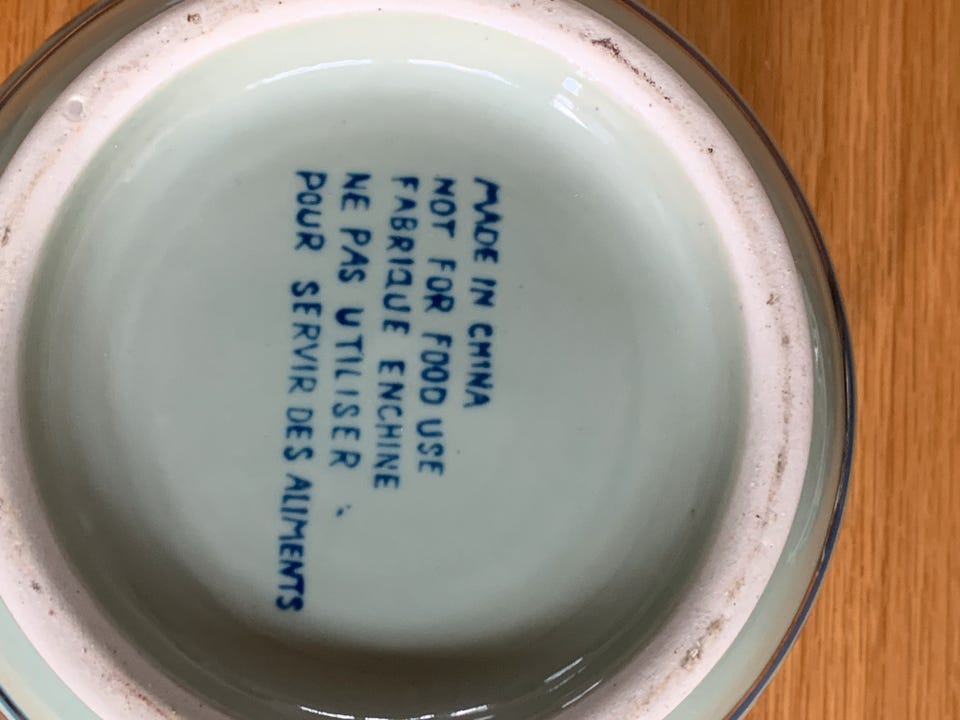 MADE IN CHINA
NOT FOR FOOD USE
FABRIQUE ENCHINE
NE PAS UTILISER
POUR SERVIR DES ALIMENTS